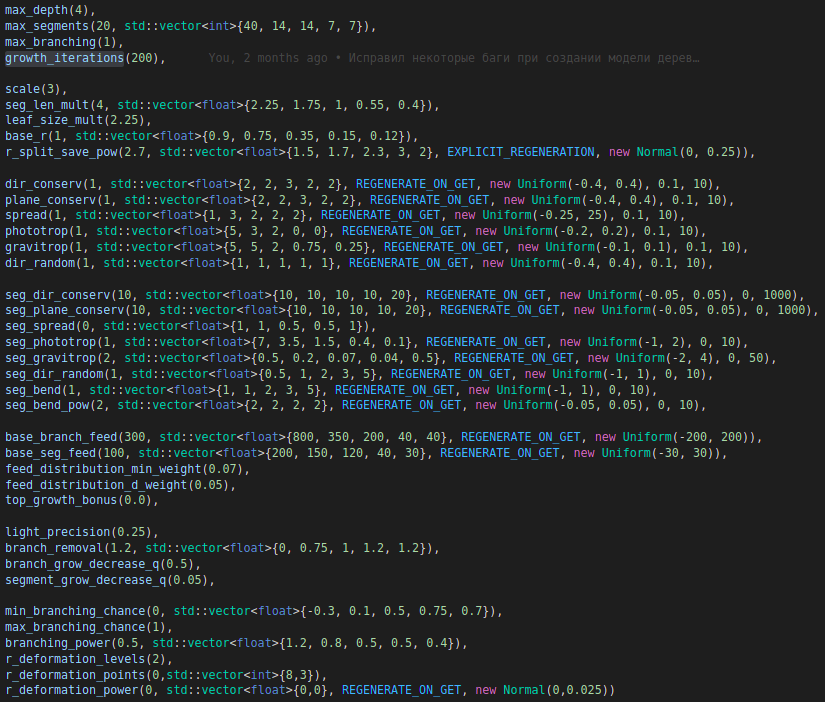 max_depth(4),
max_segments(20, std::vector<int>{40, 14, 14, 7, 7}),
max_branching(1),
growth_iterations(200), You, 2 months ago • Исправил некоторые баги при создании модели дерев…
scale(3),
seg_len_mult(4, std::vector<float>{2.25, 1.75, 1, 0.55, 0.4}),
leaf_size_mult(2.25),
base_r(1, std::vector<float>{0.9, 0.75, 0.35, 0.15, 0.12}),
r_split_save_pow(2.7, std::vector<float>{1.5, 1.7, 2.3, 3, 2}, EXPLICIT_REGENERATION, new Normal(0, 0.25)),
dir_conserv(1, std::vector<float>{2, 2, 3, 2, 2}, REGENERATE_ON_GET, new Uniform(-0.4, 0.4), 0.1, 10),
plane_conserv(1, std::vector<float>{2, 2, 3, 2, 2}, REGENERATE_ON_GET, new Uniform(-0.4, 0.4), 0.1, 10),
spread(1, std::vector<float>{1, 3, 2, 2, 2}, REGENERATE_ON_GET, new Uniform(-0.25, 25), 0.1, 10),
phototrop(1, std::vector<float>{5, 3, 2, 0, 0}, REGENERATE_ON_GET, new Uniform(-0.2, 0.2), 0.1, 10),
gravitrop(1, std::vector<float>{5, 5, 2, 0.75, 0.25}, REGENERATE_ON_GET, new Uniform(-0.1, 0.1), 0.1, 10),
dir_random(1, std::vector<float>{1, 1, 1, 1, 1}, REGENERATE_ON_GET, new Uniform(-0.4, 0.4), 0.1, 10),
seg_dir_conserv(10, std::vector<float>{10, 10, 10, 10, 20}, REGENERATE_ON_GET, new Uniform(-0.05, 0.05), 0, 1000),
seg_plane_conserv(10, std::vector<float>{10, 10, 10, 10, 20}, REGENERATE_ON_GET, new Uniform(-0.05, 0.05), 0, 1000),
seg_spread(0, std::vector<float>{1, 1, 0.5, 0.5, 1}),
seg_phototrop(1, std::vector<float>{7, 3.5, 1.5, 0.4, 0.1}, REGENERATE_ON_GET, new Uniform(-1, 2), 0, 10),
seg_gravitrop(2, std::vector<float>{0.5, 0.2, 0.07, 0.04, 0.5}, REGENERATE_ON_GET, new Uniform(-2, 4), 0, 50),
seg_dir_random(1, std::vector<float>{0.5, 1, 2, 3, 5}, REGENERATE_ON_GET, new Uniform(-1, 1), 0, 10),
seg_bend(1, std::vector<float>{1, 1, 2, 3, 5}, REGENERATE_ON_GET, new Uniform(-1, 1), 0, 10),
seg_bend_pow(2, std::vector<float>{2, 2, 2, 2}, REGENERATE_ON_GET, new Uniform(-0.05, 0.05), 0, 10),
base_branch_feed(300, std::vector<float>{800, 350, 200, 40, 40}, REGENERATE_ON_GET, new Uniform(-200, 200)),
base_seg_feed(100, std::vector<float>{200, 150, 120, 40, 30}, REGENERATE_ON_GET, new Uniform(-30, 30)),
feed_distribution_min_weight(0.07),
feed_distribution_d_weight(0.05),
top_growth_bonus(0.0),
light_precision(0.25),
branch_removal(1.2, std::vector<float>{0, 0.75, 1, 1.2, 1.2}),
branch_grow_decrease_q(0.5),
segment_grow_decrease_q(0.05),
min_branching_chance(0, std::vector<float>{-0.3, 0.1, 0.5, 0.75, 0.7}),
max_branching_chance(1),
branching_power(0.5, std::vector<float>{1.2, 0.8, 0.5, 0.5, 0.4}),
r_deformation_levels(2),
r_deformation_points(0,std::vector<int>{8,3}),
r_deformation_power(0, std::vector<float>{0,0}, REGENERATE_ON_GET, new Normal(0,0.025))